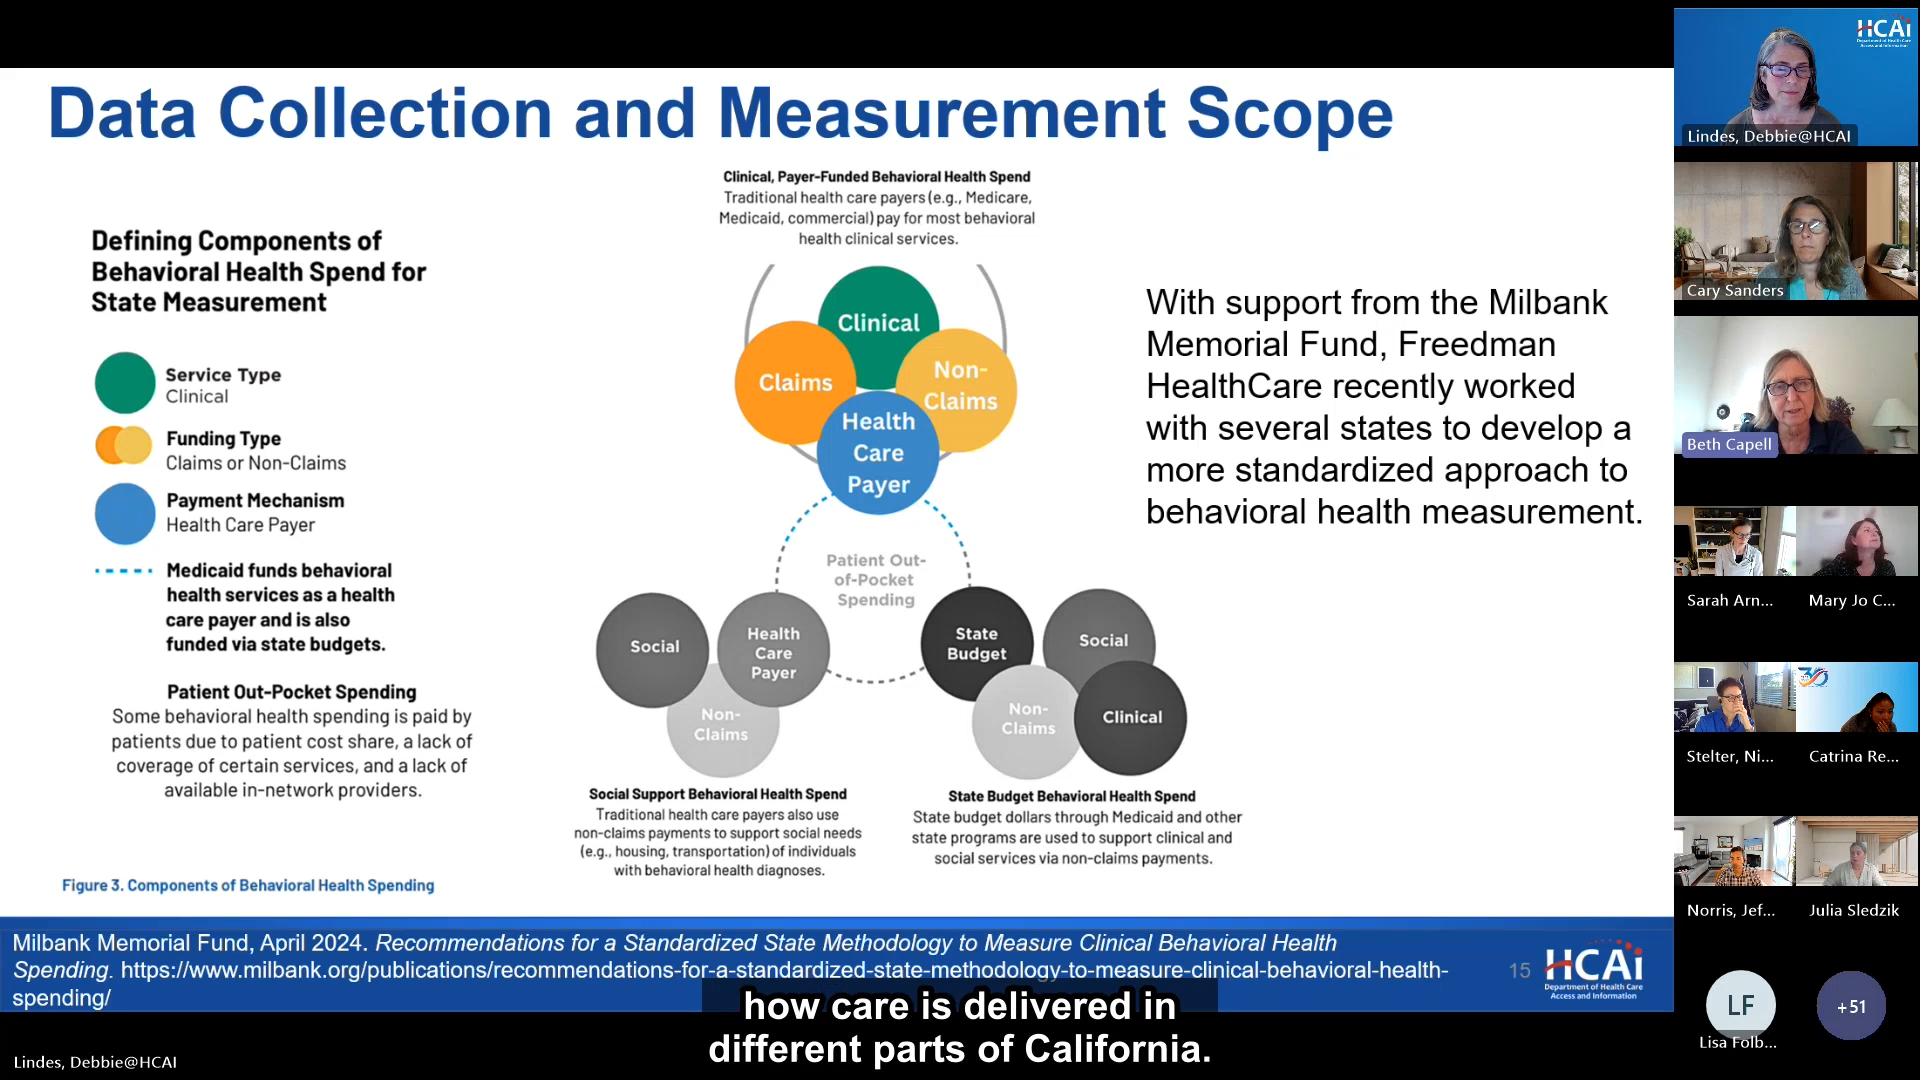 Data Collection and Measurement Scope
Defining Components of
Behavioral Health Spend for
State Measurement
Service Type
Clinical
Funding Type
Claims or Non-Claims
Payment Mechanism
Health Care Payer
Medicaid funds behavioral
health services as a health
care payer and is also
funded via state budgets.
Patient Out-Pocket Spending
Some behavioral health spending is paid by
patients due to patient cost share, a lack of
coverage of certain services, and a lack of
available in-network providers.
Figure 3. Components of Behavioral Health Spending
Clinical, Payer-Funded Behavioral Health Spend
Traditional health care payers (e.g., Medicare,
Medicaid, commercial) pay for most behavioral
health clinical services.
Clinical
Claims
Non-
Claims
Health
Care
Payer
Patient Out-
of-Pocket
Spending
Social
Health
Care
Payer
Non-
Claims
State
Budget
Social
Non-
Claims
Clinical
Social Support Behavioral Health Spend
Traditional health care payers also use
non-claims payments to support social needs
(e.g., housing, transportation) of individuals
with behavioral health diagnoses.
State Budget Behavioral Health Spend
State budget dollars through Medicaid and other
state programs are used to support clinical and
social services via non-claims payments.
With support from the Milbank
Memorial Fund, Freedman
HealthCare recently worked
with several states to develop a
more standardized approach to
behavioral health measurement.
Milbank Memorial Fund, April 2024. Recommendations for a Standardized State Methodology to Measure Clinical Behavioral Health
Spending. https://www.milbank.org/publications/recommendations-for-a-standardized-state-methodology-to-measure-clinical-behavioral-health-
spending/
15
HCAi
Department of Health Care
Access and Information
how care is delivered in
different parts of California.
Lindes, Debbie@HCAI
HCAi
Department of Health Care
Access and Information
Lindes, Debbie@HCAI
Cary Sanders
Beth Capell
Sarah Arn...
Mary Jo C...
Stelter, Ni...
30
Catrina Re...
Norris, Jef...
Julia Sledzik
LF
Lisa Folb...
+51